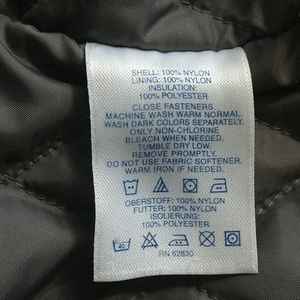 SHELL: 100% NYLON
LINING: 100% NYLON
INSULATION:
100% POLYESTER
CLOSE FASTENERS.
MACHINE WASH WARM NORMAL.
WASH DARK COLORS SEPARATELY.
ONLY NON-CHLORINE
BLEACH WHEN NEEDED.
TUMBLE DRY LOW.
REMOVE PROMPTLY.
DO NOT USE FABRIC SOFTENER.
WARM IRON IF NEEDED.
OBERSTOFF: 100% NYLON
FUTTER: 100% NYLON
ISOLIERUNG:
100% POLYESTER
40
RN 62830